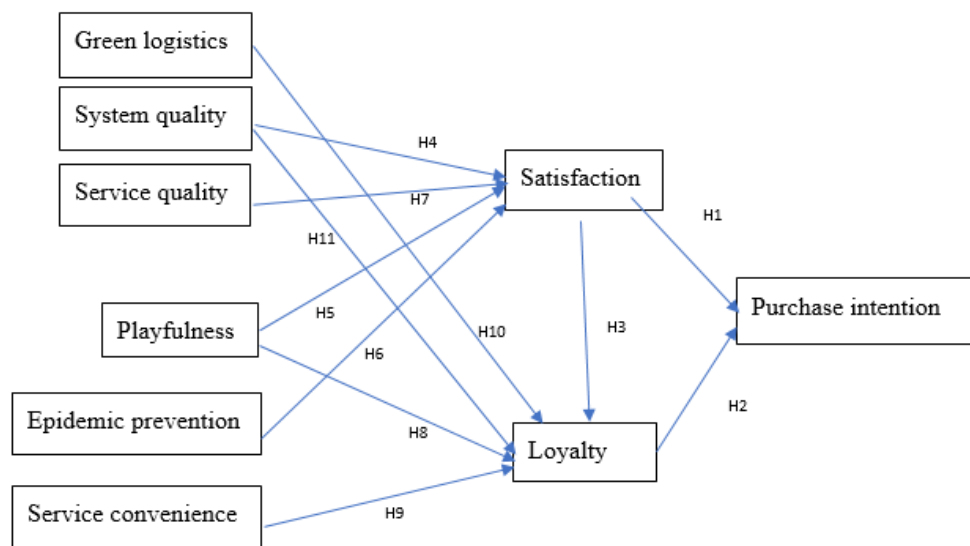 Green logistics
System quality
H4
Satisfaction
Service quality
H7
H1
H11
Purchase intention
Playfulness
H5
H10
H3
H6
H2
Epidemic prevention
H8
Loyalty
Service convenience
H9